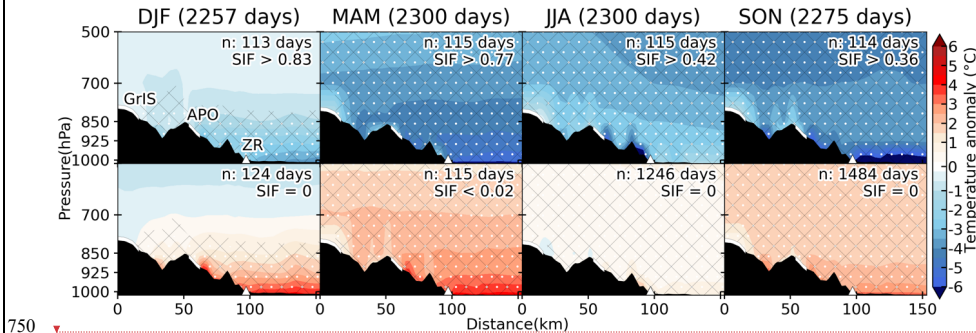 DJF (2257 days) MAM (2300 days) JJA (2300 days) SON (2275 days)
500 n: 113 days n: 115 days n: 115 days n: 114 days
SIF > 0.83 SIF > 0.77 SIF > 0.42 SIF > 0.36
700
GrIS
850 APO
925 ZR
1000
n: 124 days n: 115 days n: 1246 days n: 1484 days
SIF = 0 SIF < 0.02 SIF = 0 SIF = 0
700
850
925
1000
0 50 100 150 0 50 100 150 0 50 100 150 0 50 100 150
Distance(km)
Pressure(hPa)
6
5
4
3
2
1
0
-1
-2
-3
-4
-5
-6
Temperature anomaly (°C)
750